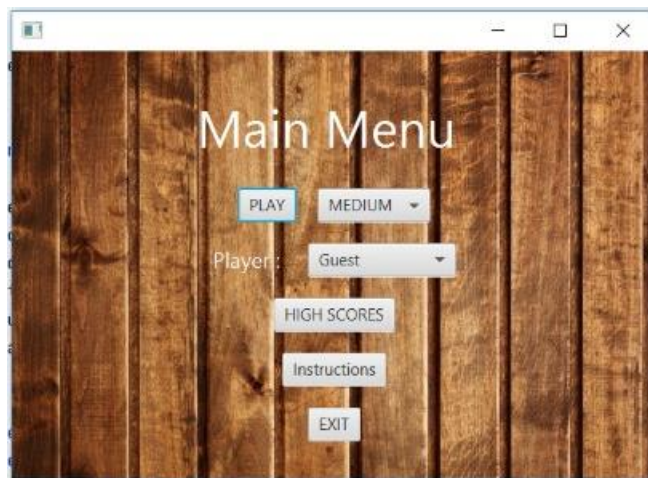 Main Menu
PLAY MEDIUM
Player : Guest
HIGH SCORES
Instructions
EXIT